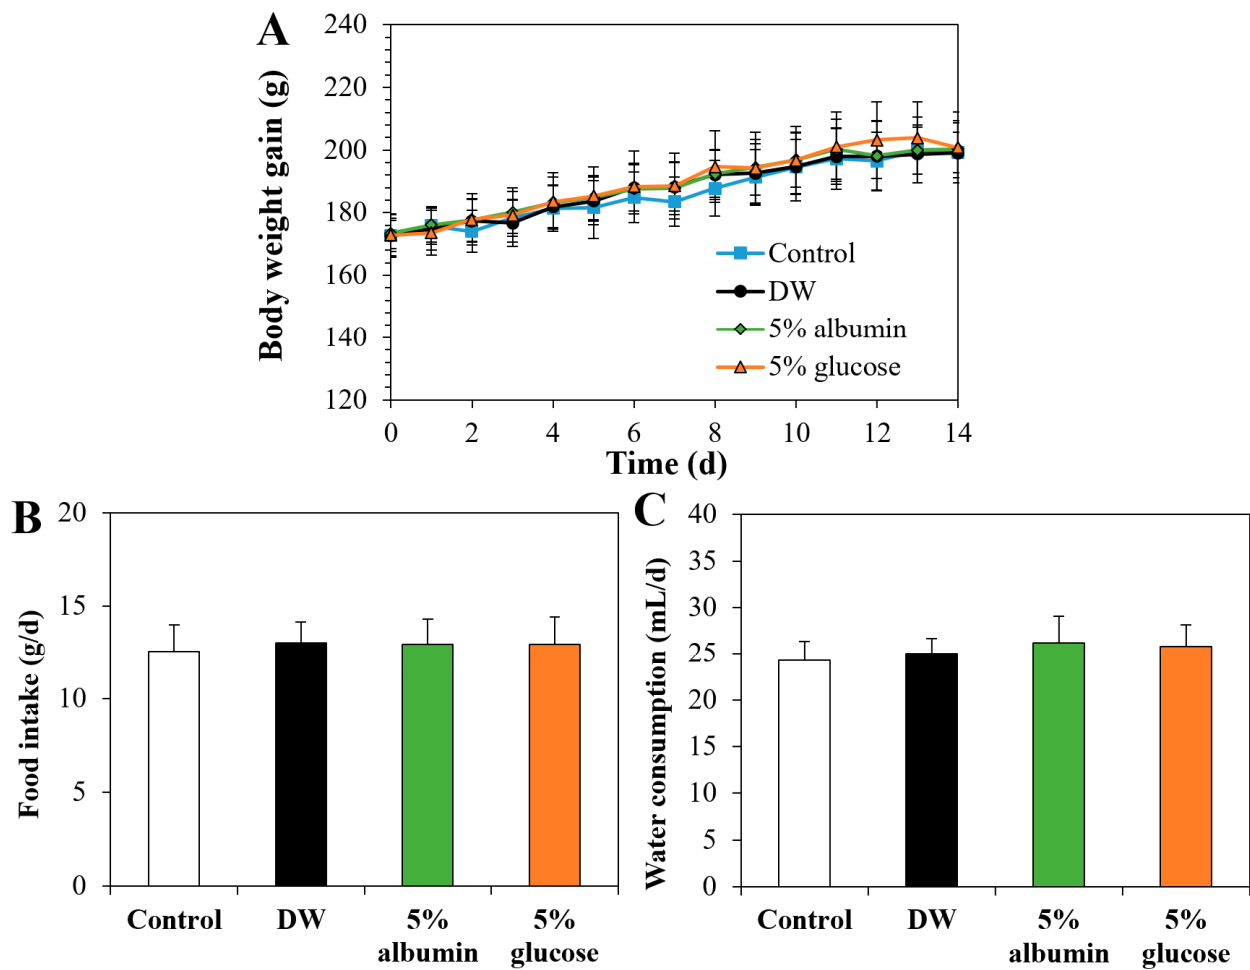 A
Body weight gain (g)
240
220
200
180
160
140
120
Control
DW
5% albumin
5% glucose
0 2 4 6 8 10 12 14
Time (d)
B
Food intake (g/d)
20
15
10
5
0
Control DW 5% albumin 5% glucose
C
Water consumption (mL/d)
40
35
30
25
20
15
10
5
0
Control DW 5% albumin 5% glucose